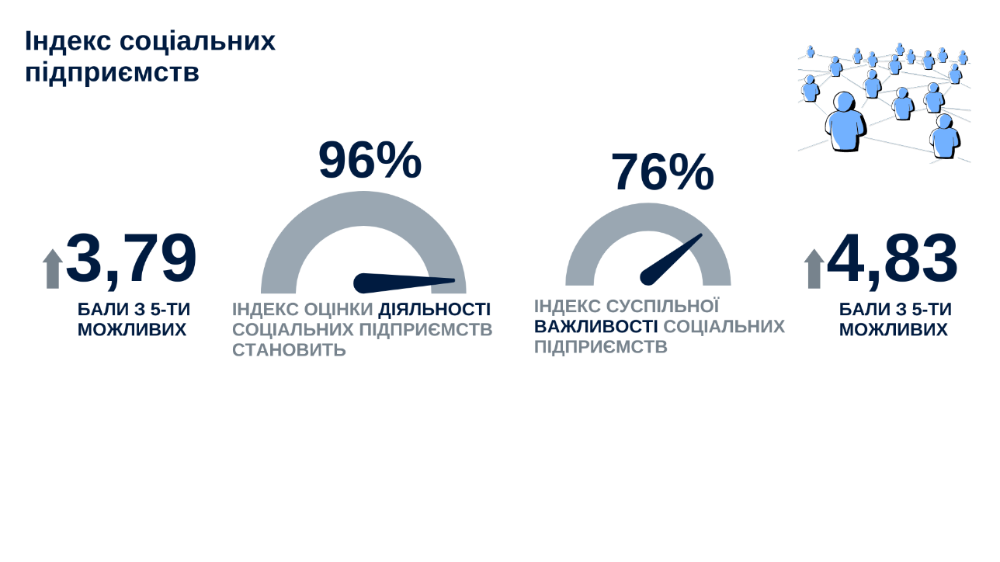 Індекс соціальних
підприємств
96%
76%
3,79
БАЛИ З 5-ТИ
МОЖЛИВИХ
ІНДЕКС ОЦІНКИ ДІЯЛЬНОСТІ
СОЦІАЛЬНИХ ПІДПРИЄМСТВ
СТАНОВИТЬ
ІНДЕКС СУСПІЛЬНОЇ
ВАЖЛИВОСТІ СОЦІАЛЬНИХ
ПІДПРИЄМСТВ
4,83
БАЛИ З 5-ТИ
МОЖЛИВИХ